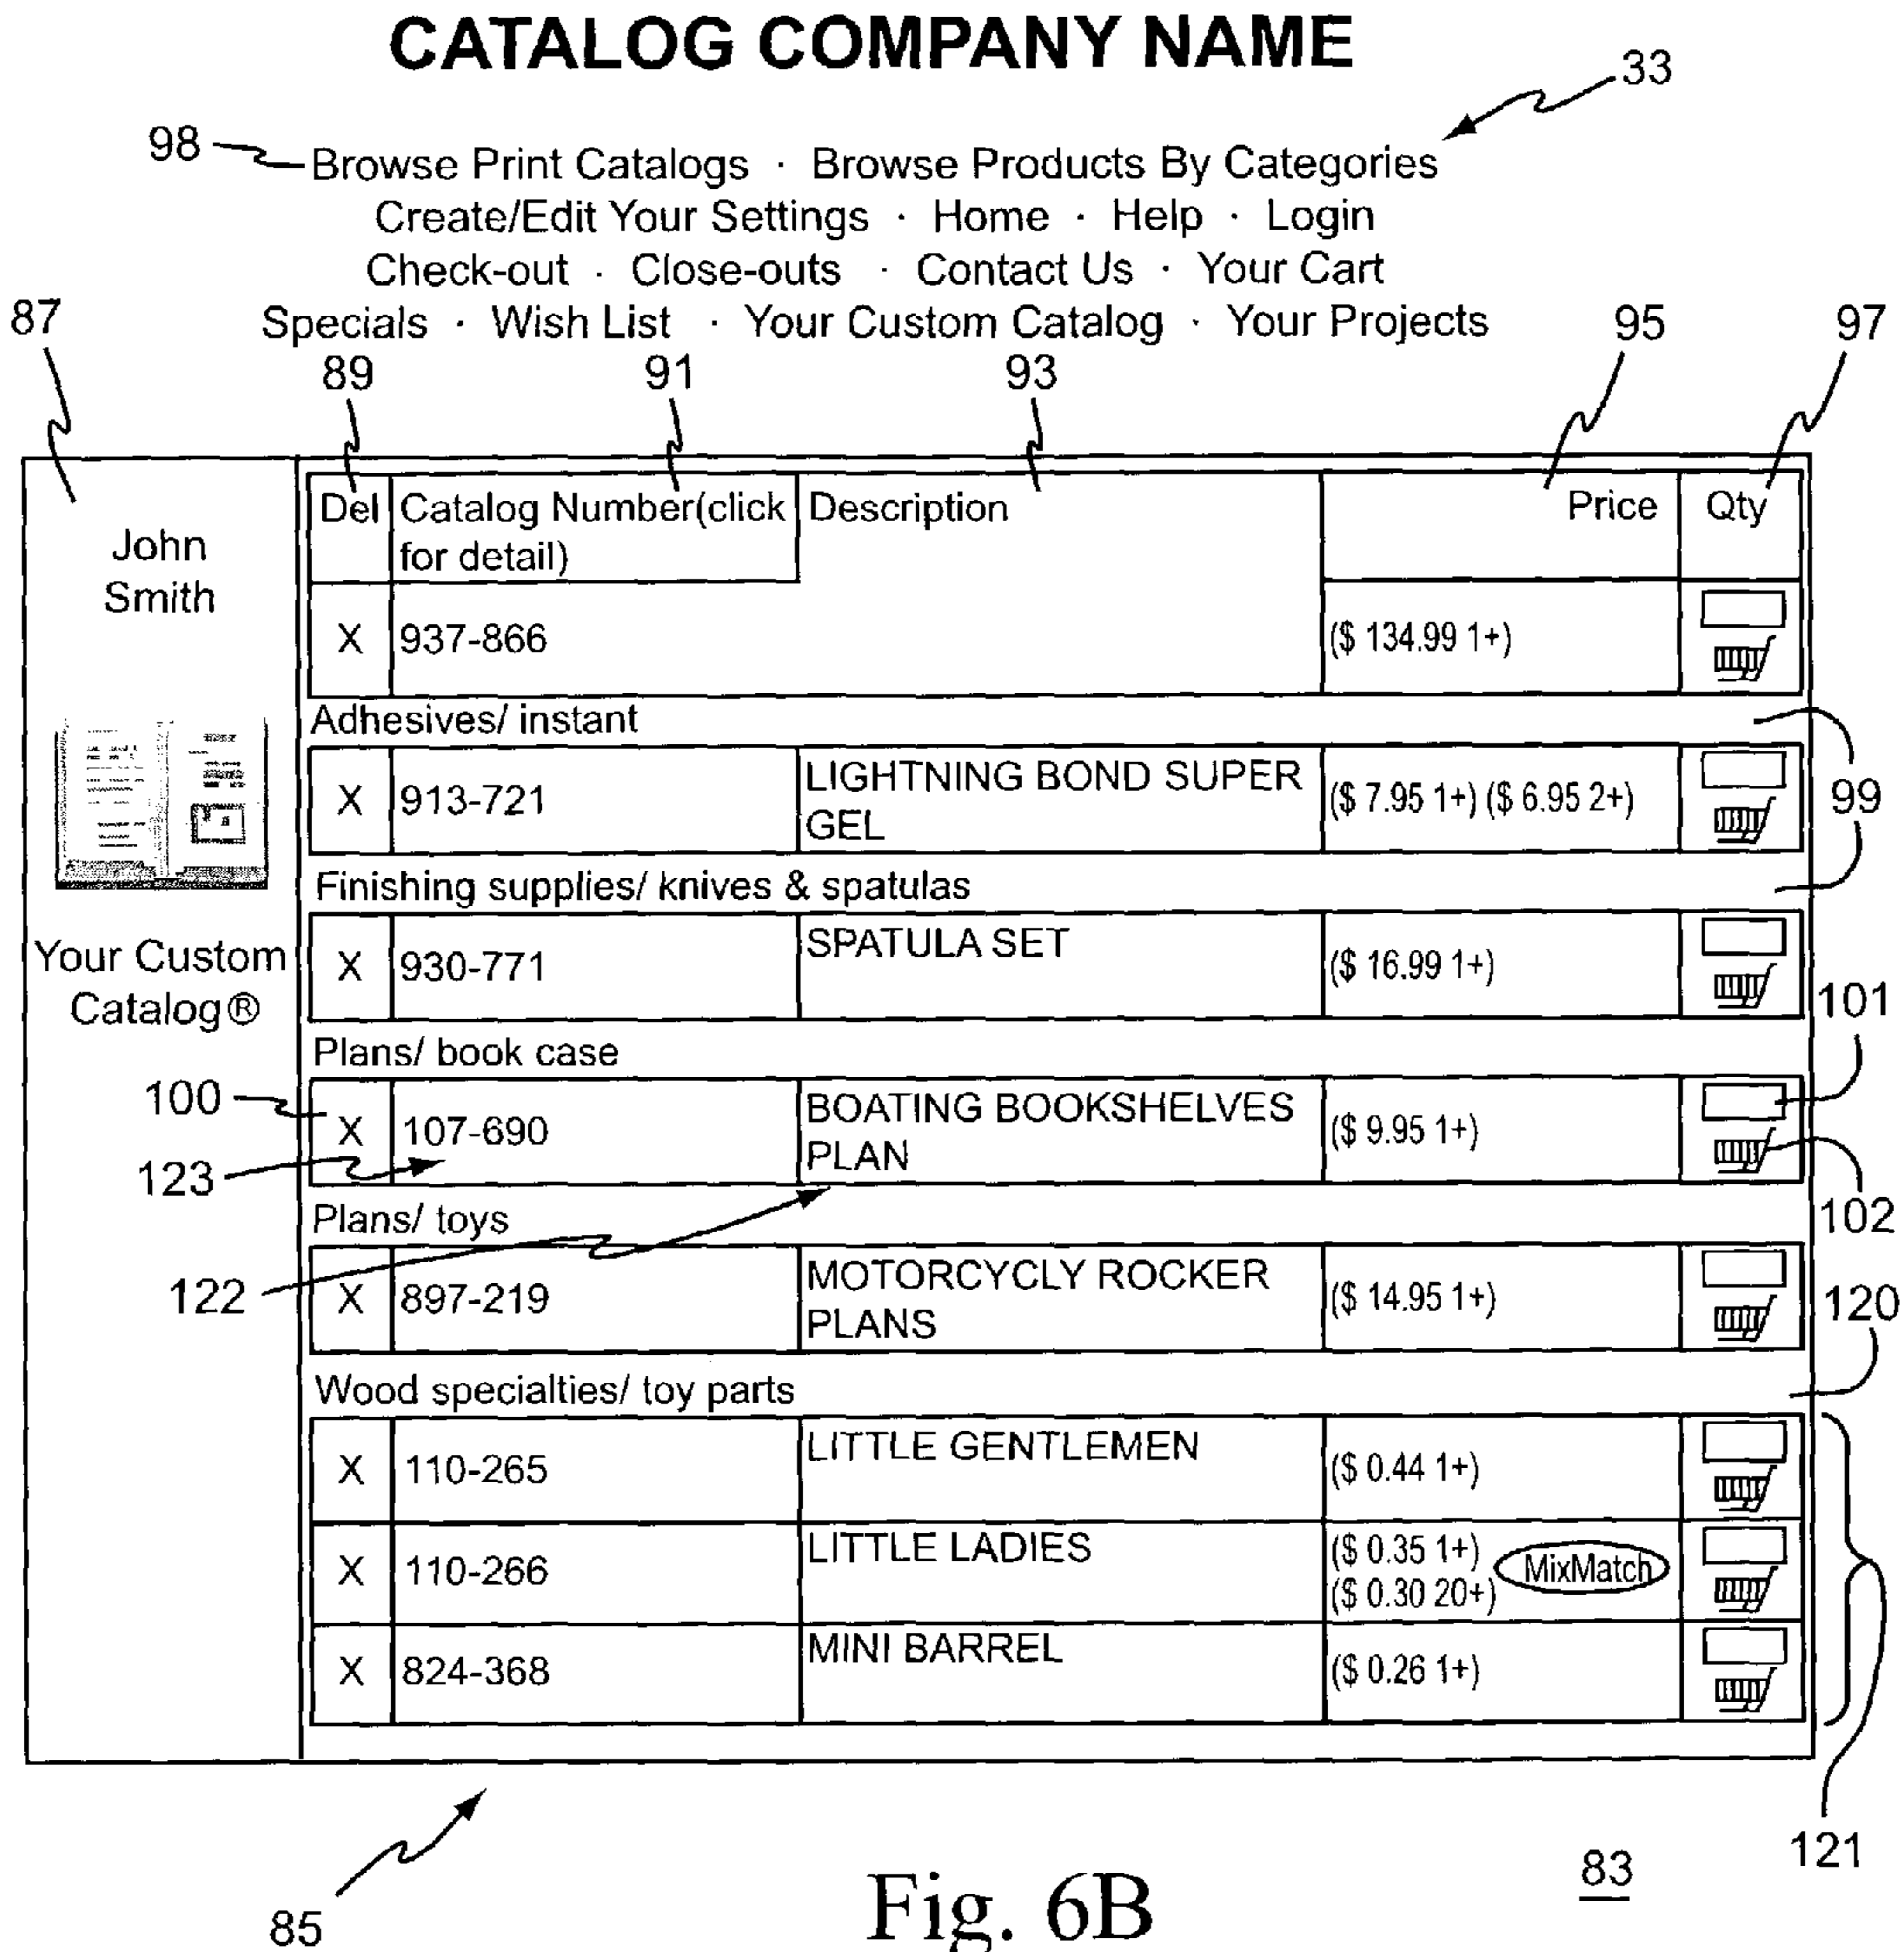 CATALOG COMPANY NAME
33
98
Browse Print Catalogs · Browse Products By Categories
Create/Edit Your Settings · Home · Help · Login
Check-out · Close-outs · Contact Us · Your Cart
87
Specials · Wish List · Your Custom Catalog · Your Projects
95
97
89
91
93
John
Smith
Your Custom
Catalog®
Del
Catalog Number(click
for detail)
Description
Price
Qty
X 937-866 ($ 134.99 1+)
Adhesives/ instant
99
X 913-721 LIGHTNING BOND SUPER
GEL
($ 7.95 1+) ($ 6.95 2+)
Finishing supplies/ knives & spatulas
X 930-771 SPATULA SET ($ 16.99 1+)
101
Plans/ book case
100
X 107-690 BOATING BOOKSHELVES
PLAN
($ 9.95 1+)
123
102
Plans/ toys
122
X 897-219 MOTORCYCLY ROCKER
PLANS
($ 14.95 1+)
120
Wood specialties/ toy parts
X 110-265 LITTLE GENTLEMEN ($ 0.44 1+)
X 110-266 LITTLE LADIES ($ 0.35 1+)
($ 0.30 20+)
MixMatch
X 824-368 MINI BARREL ($ 0.26 1+)
121
83
85
Fig. 6B